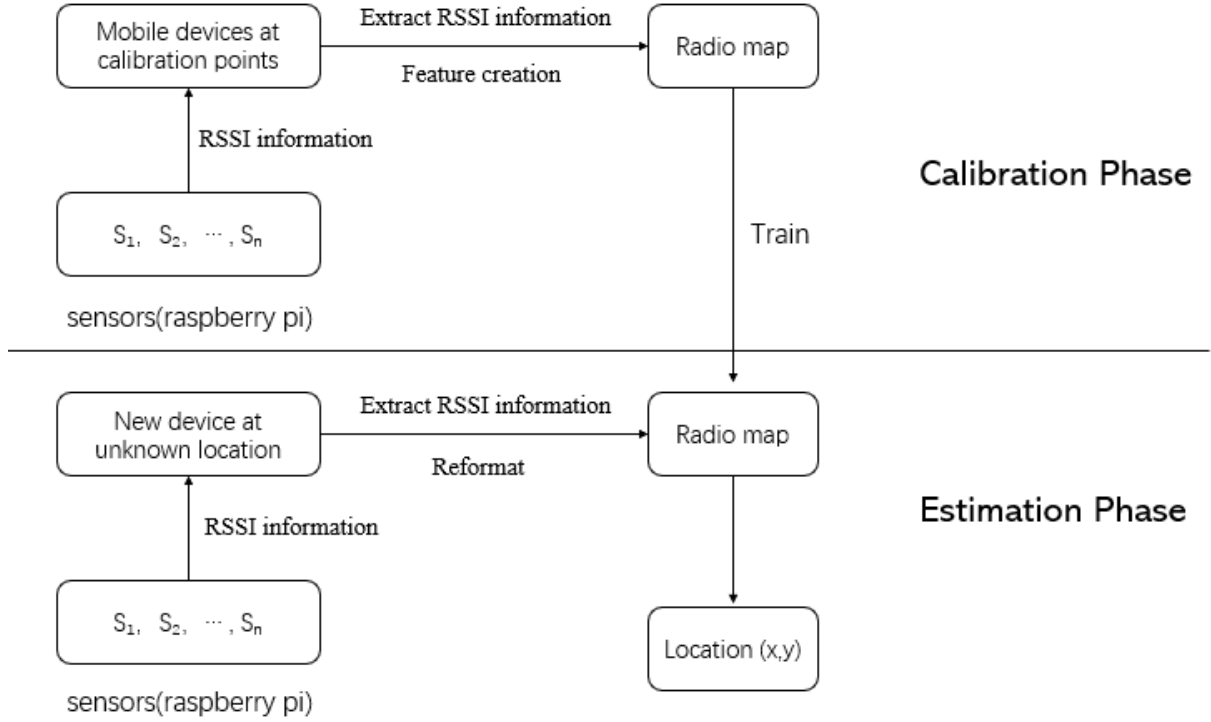 Mobile devices at
calibration points
Extract RSSI information
Feature creation
Radio map
RSSI information
Calibration Phase
S₁, S₂, ⋯, Sₙ
Train
sensors(raspberry pi)
New device at
unknown location
Extract RSSI information
Reformat
Radio map
RSSI information
Estimation Phase
S₁, S₂, ⋯, Sₙ
Location (x,y)
sensors(raspberry pi)